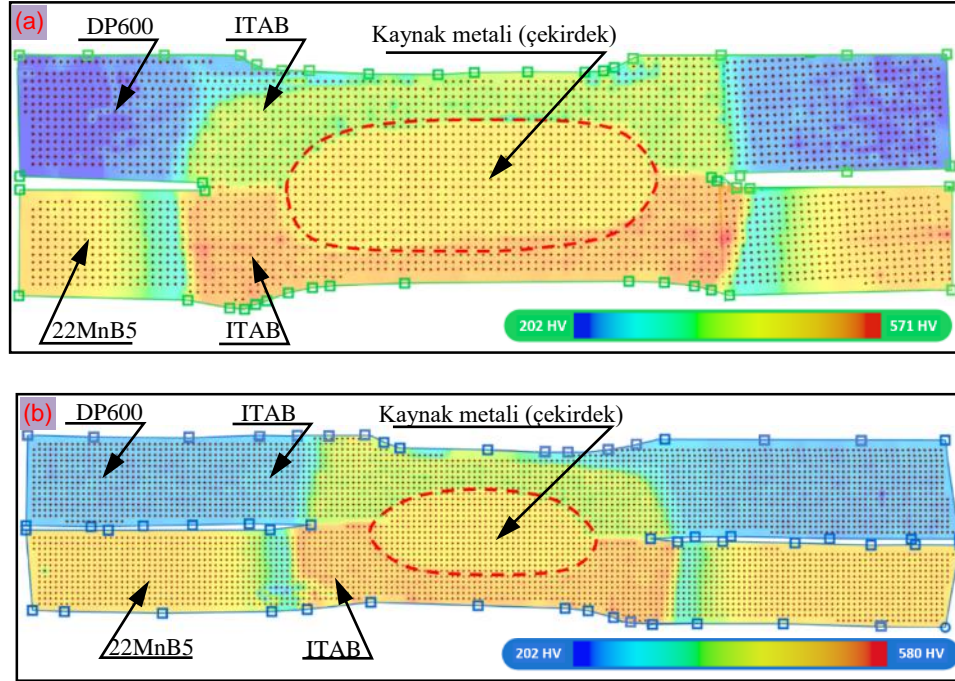 (a)
DP600
ITAB
Kaynak metali (çekirdek)
22MnB5
ITAB
202 HV
571 HV
(b)
DP600
ITAB
Kaynak metali (çekirdek)
22MnB5
ITAB
202 HV
580 HV